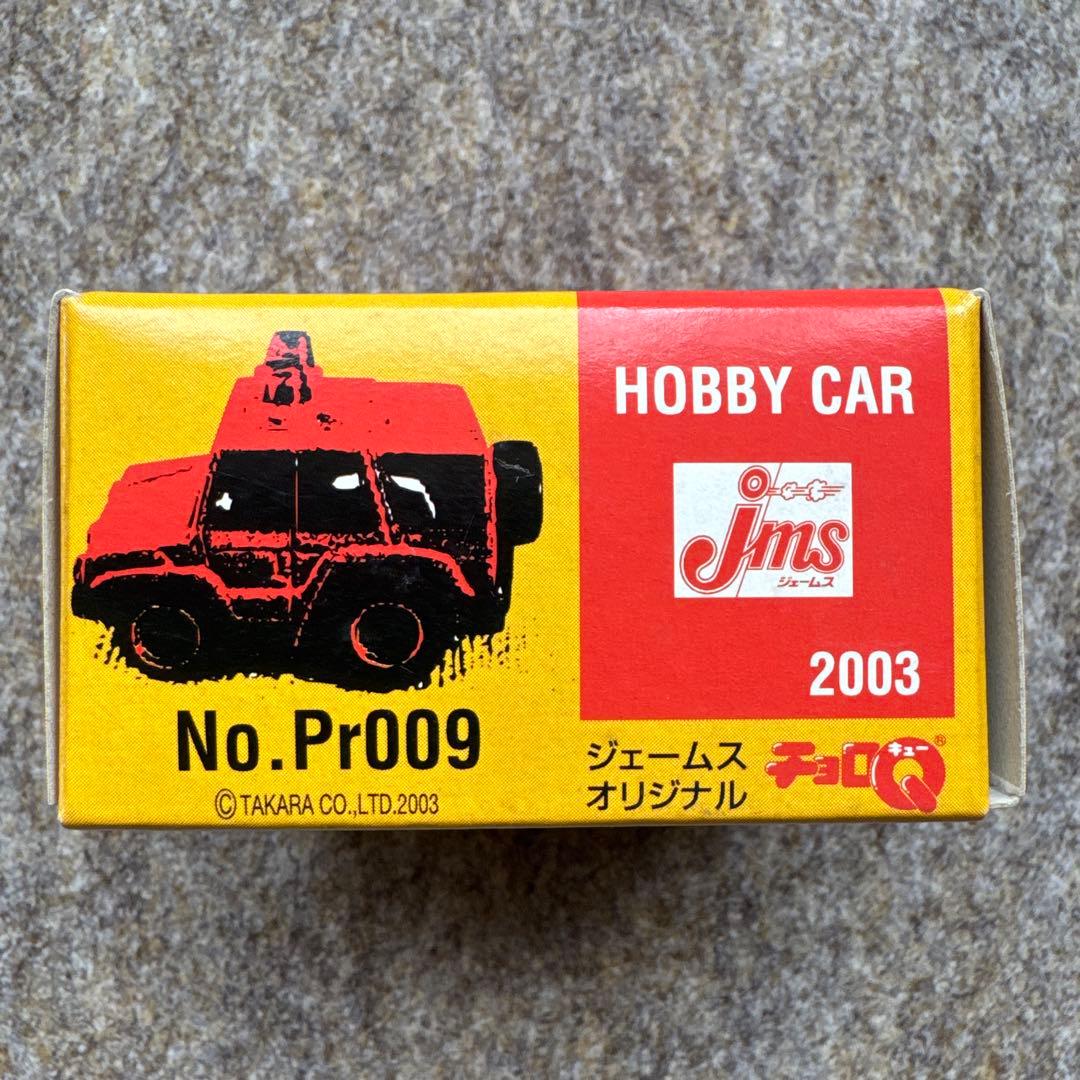 HOBBY CAR
jms
ジェームス
2003
No.Pr009
©TAKARA CO.,LTD.2003
ジェームス
オリジナル
チョロQ®
キュー